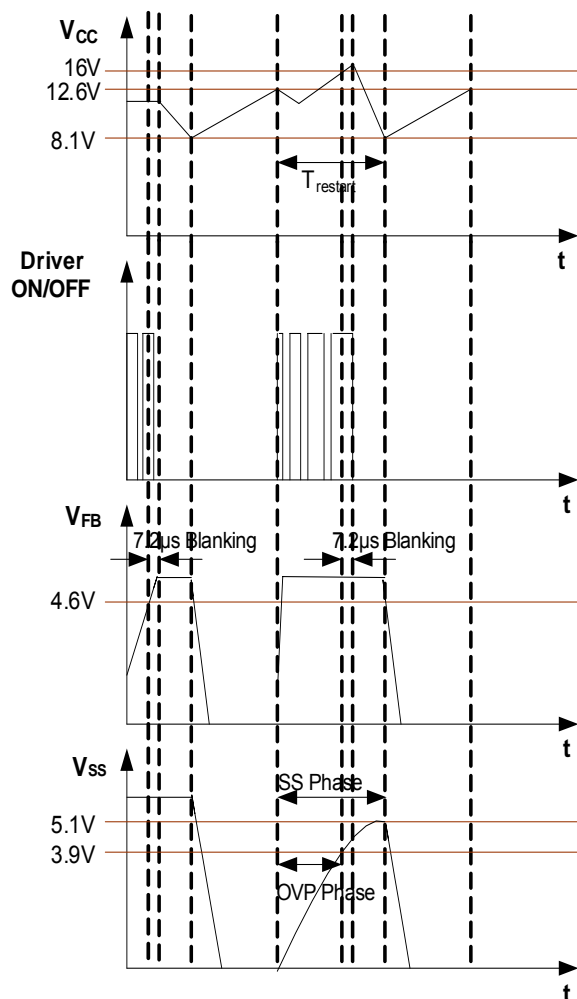 VCC
16V
12.6V
8.1V
Trestart
t
Driver
ON/OFF
t
VFB
7.2µs Blanking
7.2µs Blanking
4.6V
t
VSS
SS Phase
5.1V
3.9V
OVP Phase
t